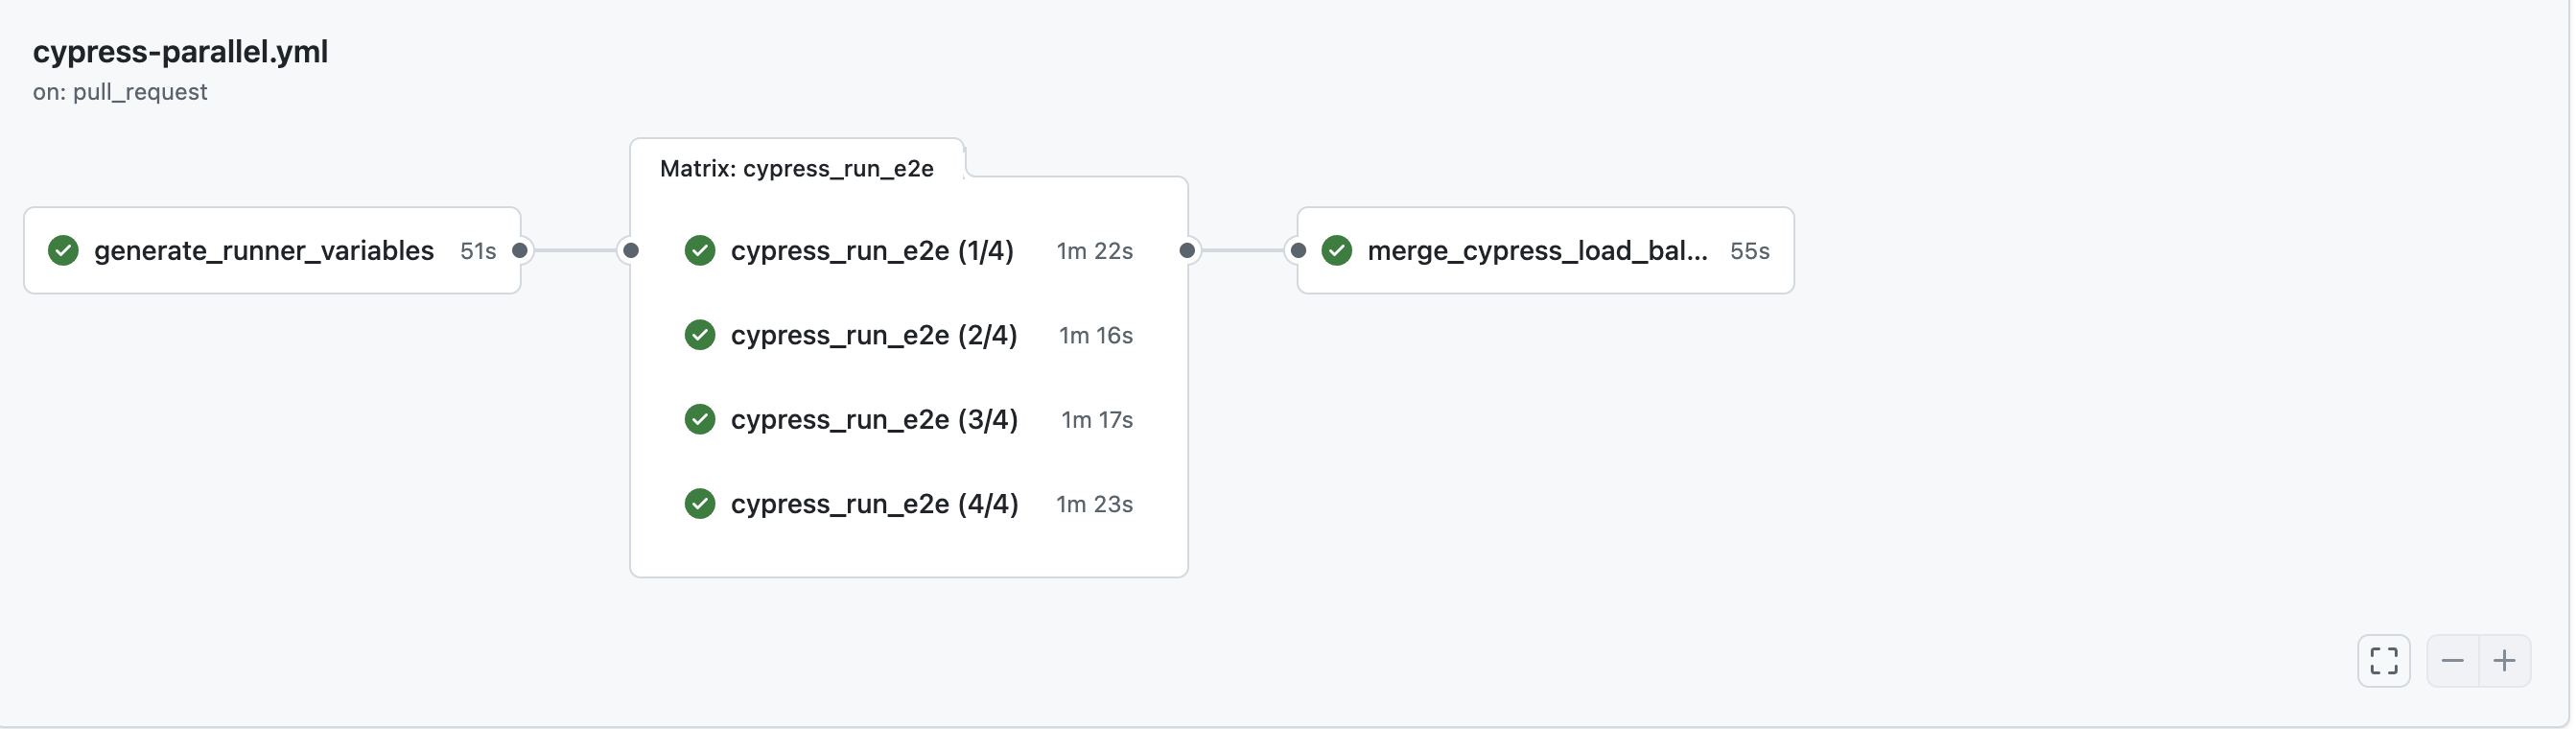 cypress-parallel.yml
on: pull_request
Matrix: cypress_run_e2e
generate_runner_variables 51s
cypress_run_e2e (1/4) 1m 22s
merge_cypress_load_bal... 55s
cypress_run_e2e (2/4) 1m 16s
cypress_run_e2e (3/4) 1m 17s
cypress_run_e2e (4/4) 1m 23s